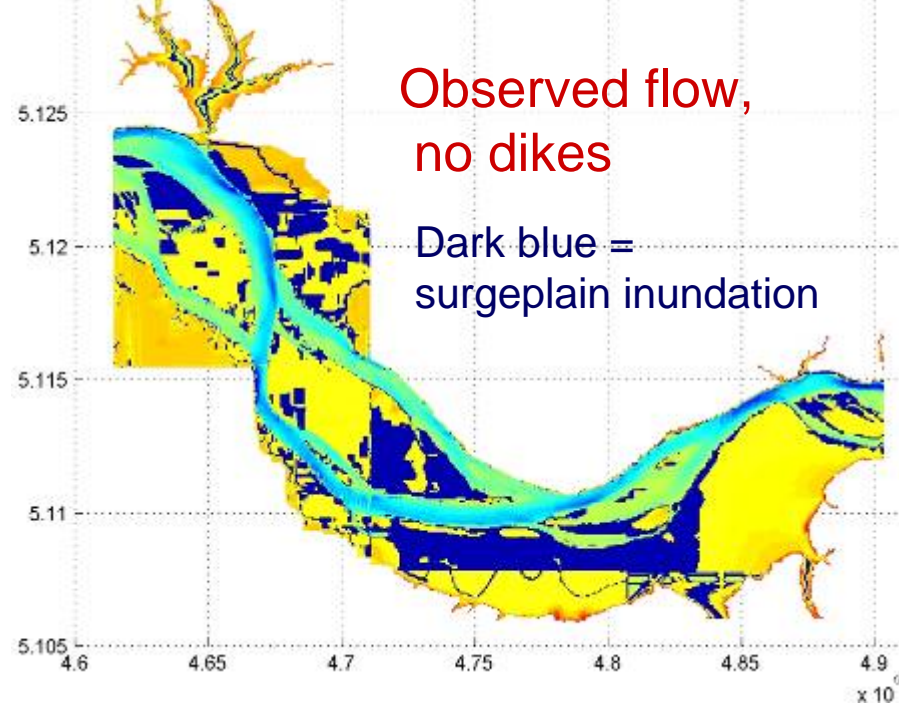 Observed flow,
no dikes
Dark blue =
surgeplain inundation
5.125
5.12
5.115
5.11
5.105
4.6 4.65 4.7 4.75 4.8 4.85 4.9
x 10